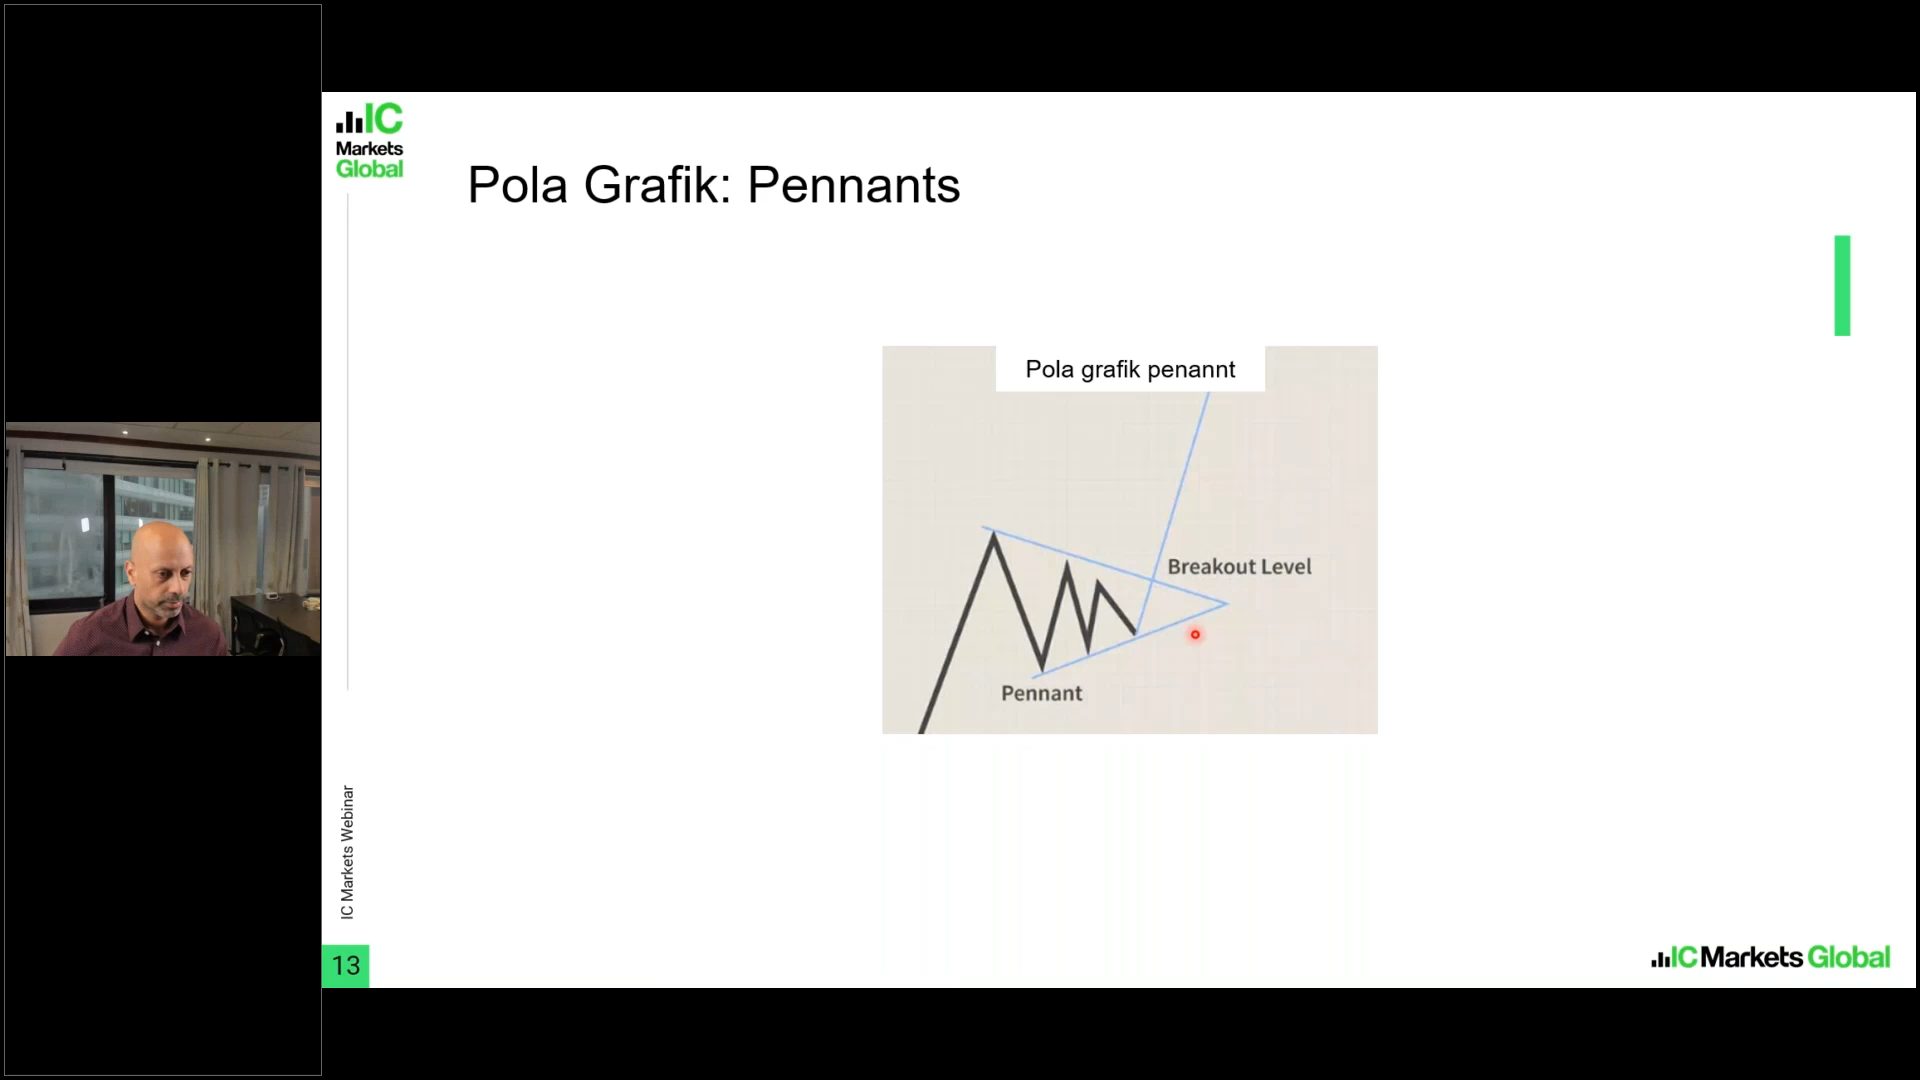 IC
Markets
Global
Pola Grafik: Pennants
Pola grafik penannt
Breakout Level
Pennant
IC Markets Webinar
13
IC Markets Global